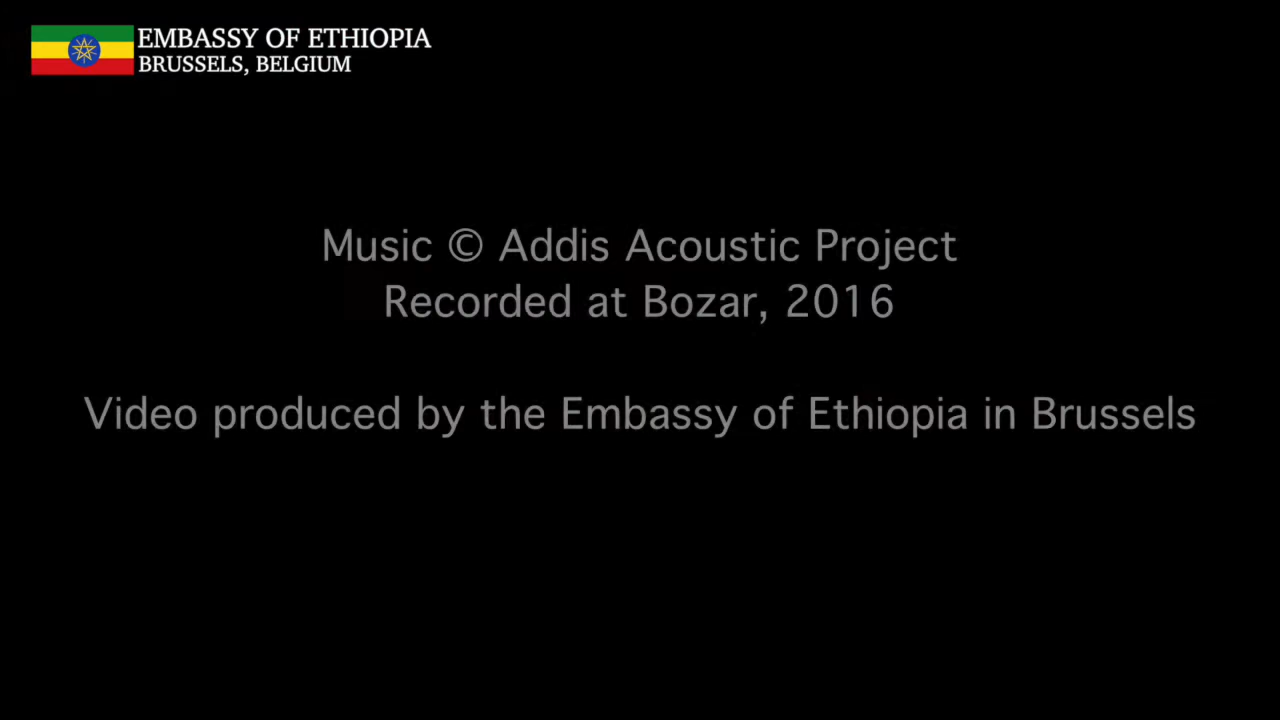 EMBASSY OF ETHIOPIA
BRUSSELS, BELGIUM
Music © Addis Acoustic Project
Recorded at Bozar, 2016
Video produced by the Embassy of Ethiopia in Brussels